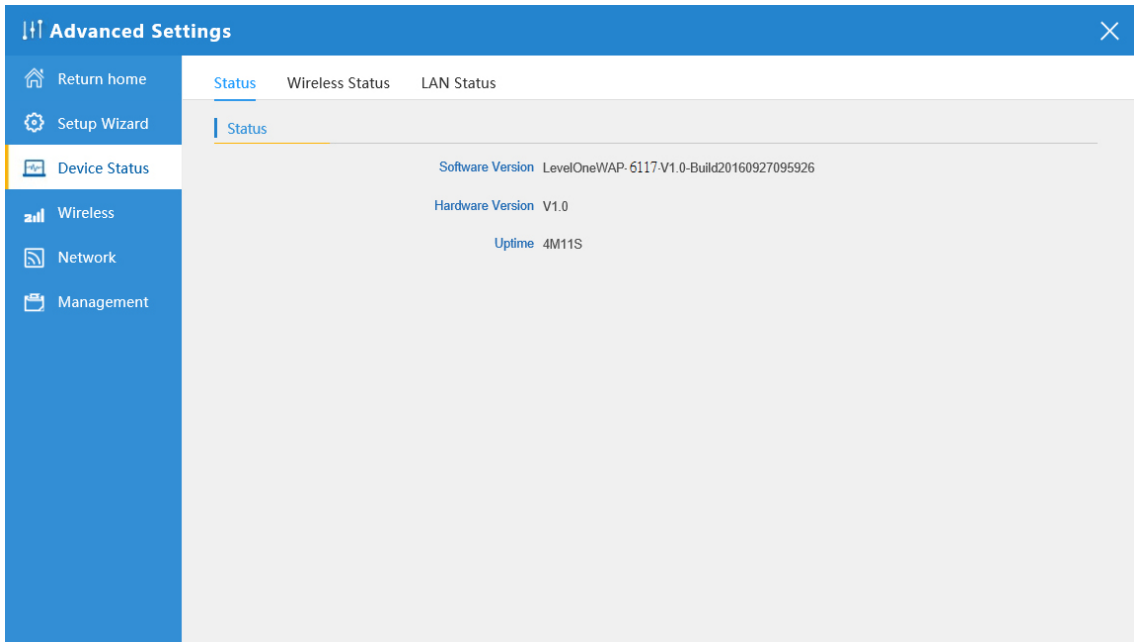 Advanced Settings
Return home
Setup Wizard
Device Status
Wireless
Network
Management
Status Wireless Status LAN Status
Status
Software Version LevelOneWAP-6117-V1.0-Build20160927095926
Hardware Version V1.0
Uptime 4M11S